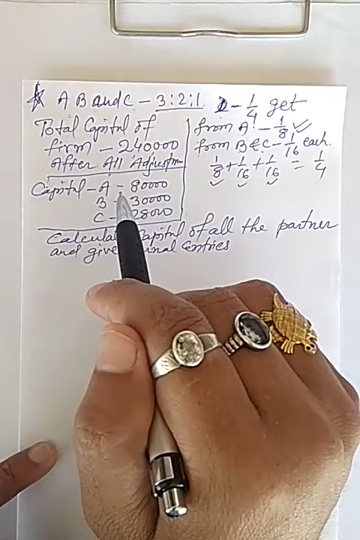 A B and C - 3:2:1. D - 1/4 get
Total Capital of
firm - 240000
After All Adjustm
Capital - A - 80000
B - 30000
C - 28000
from A - 1/8 ✓
from B & C - 1/16 each.
1/8 + 1/16 + 1/16 = 1/4
✓ ✓ ✓
Calculate Capital of all the partner
and give entries